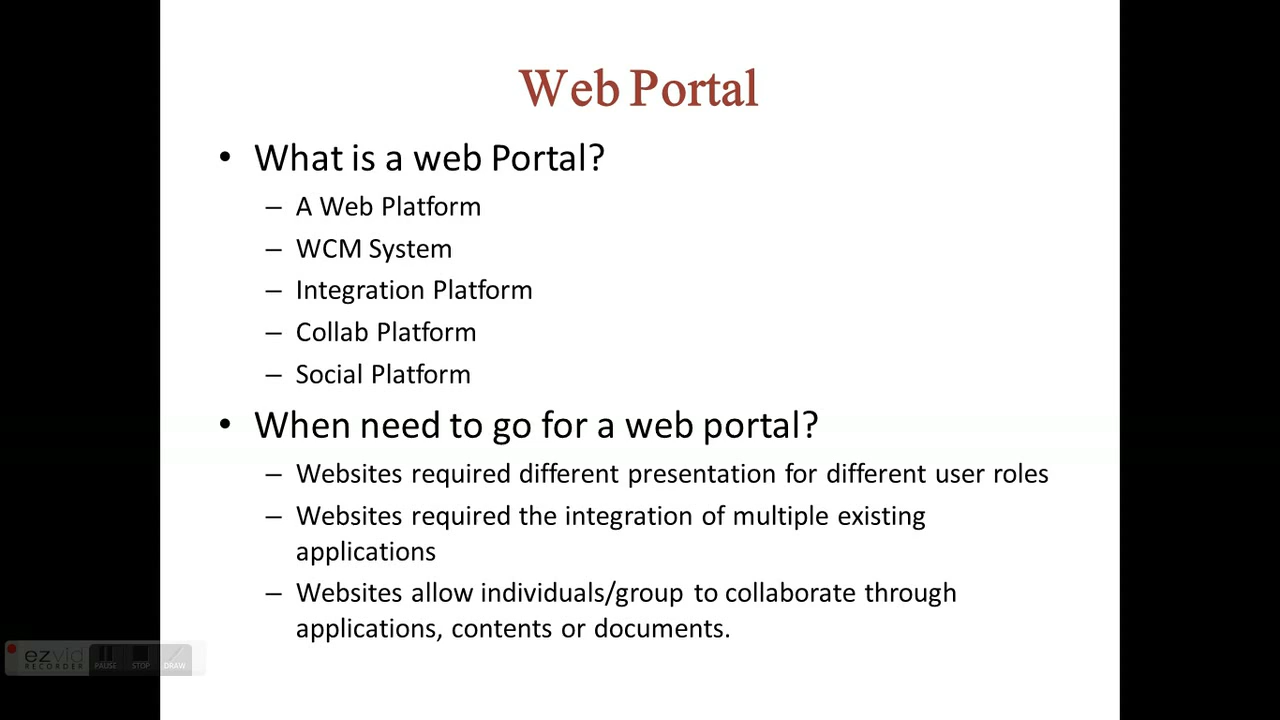 Web Portal
• What is a web Portal?
– A Web Platform
– WCM System
– Integration Platform
– Collab Platform
– Social Platform
• When need to go for a web portal?
– Websites required different presentation for different user roles
– Websites required the integration of multiple existing
applications
– Websites allow individuals/group to collaborate through
applications, contents or documents.
ezvid
RECORDER
PAUSE STOP DRAW